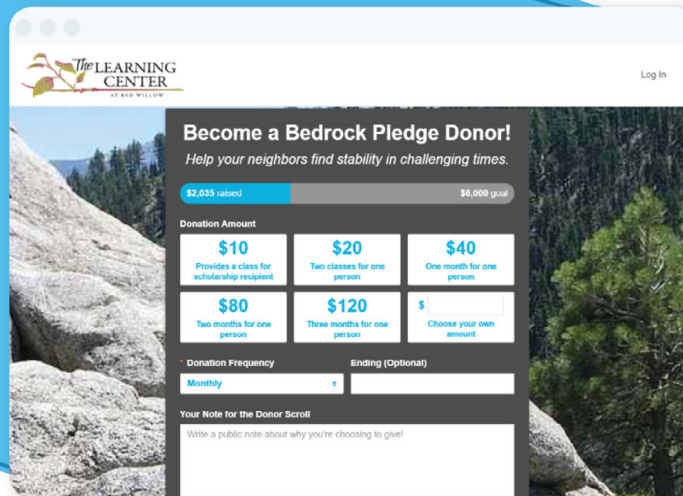 The LEARNING
CENTER
AT RED WILLOW
Log In
Become a Bedrock Pledge Donor!
Help your neighbors find stability in challenging times.
$2,035 raised
$6,000 goal
Donation Amount
$10
Provides a class for
scholarship recipient
$20
Two classes for one
person
$40
One month for one
person
$80
Two months for one
person
$120
Three months for one
person
$
Choose your own
amount
* Donation Frequency
Ending (Optional)
Monthly
Your Note for the Donor Scroll
Write a public note about why you're choosing to give!